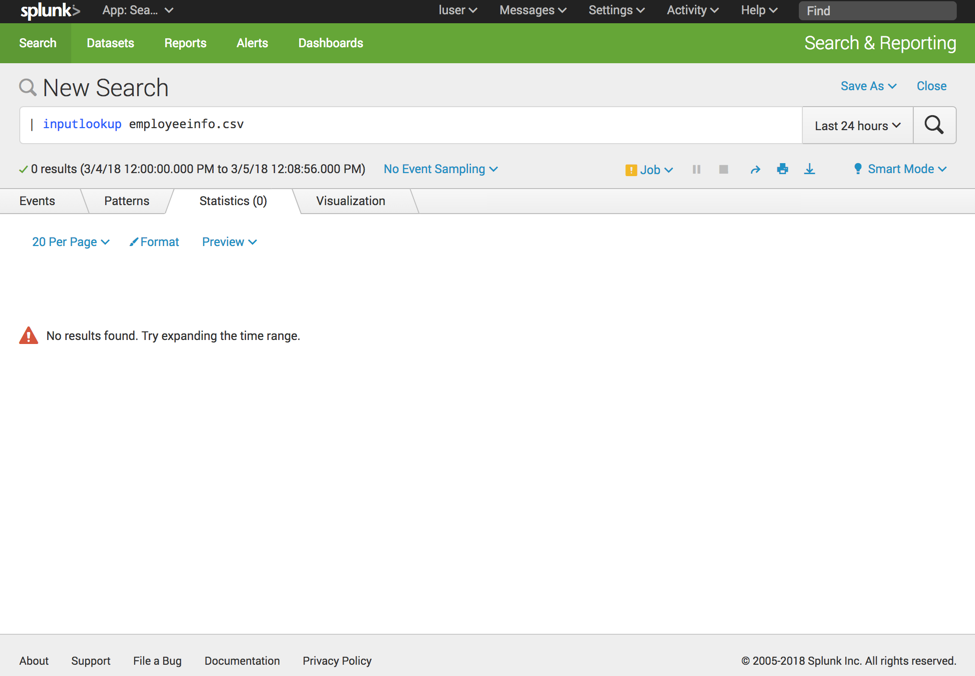 splunk> App: Sea... luser Messages Settings Activity Help Find
Search Datasets Reports Alerts Dashboards Search & Reporting
New Search Save As Close
| inputlookup employeeinfo.csv Last 24 hours
0 results (3/4/18 12:00:00.000 PM to 3/5/18 12:08:56.000 PM) No Event Sampling Job Smart Mode
Events Patterns Statistics (0) Visualization
20 Per Page Format Preview
No results found. Try expanding the time range.
About Support File a Bug Documentation Privacy Policy © 2005-2018 Splunk Inc. All rights reserved.